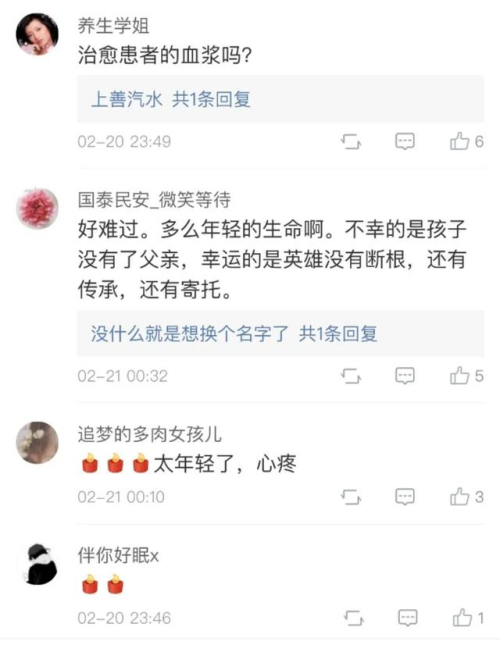 养生学姐
治愈患者的血浆吗?
上善汽水 共1条回复
02-20 23:49
6
国泰民安_微笑等待
好难过。多么年轻的生命啊。不幸的是孩子
没有了父亲，幸运的是英雄没有断根，还有
传承，还有寄托。
没什么就是想换个名字了 共1条回复
02-21 00:32
5
追梦的多肉女孩儿
太年轻了，心疼
02-21 00:10
3
伴你好眠x
02-20 23:46
1